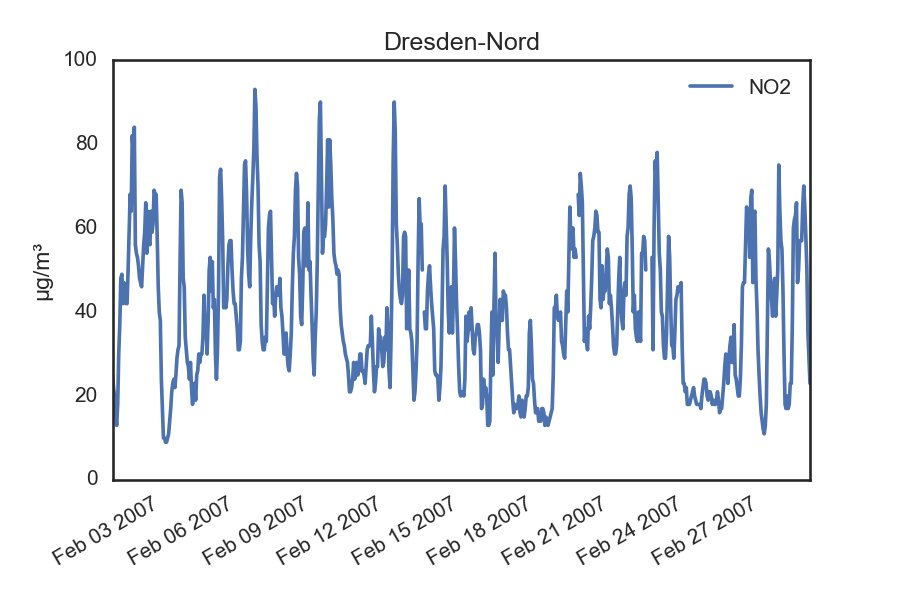 Dresden-Nord
NO2
µg/m³
100
80
60
40
20
0
Feb 03 2007
Feb 06 2007
Feb 09 2007
Feb 12 2007
Feb 15 2007
Feb 18 2007
Feb 21 2007
Feb 24 2007
Feb 27 2007